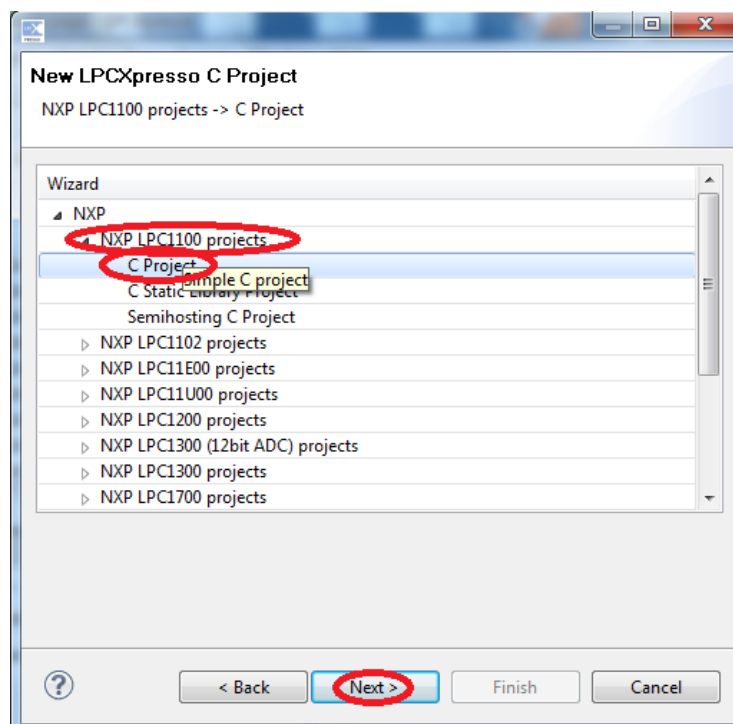 New LPCXpresso C Project
NXP LPC1100 projects -> C Project
Wizard
NXP
NXP LPC1100 projects
C Project
Simple C project
C Static Library Project
Semihosting C Project
NXP LPC1102 projects
NXP LPC11E00 projects
NXP LPC11U00 projects
NXP LPC1200 projects
NXP LPC1300 (12bit ADC) projects
NXP LPC1300 projects
NXP LPC1700 projects
? < Back Next > Finish Cancel